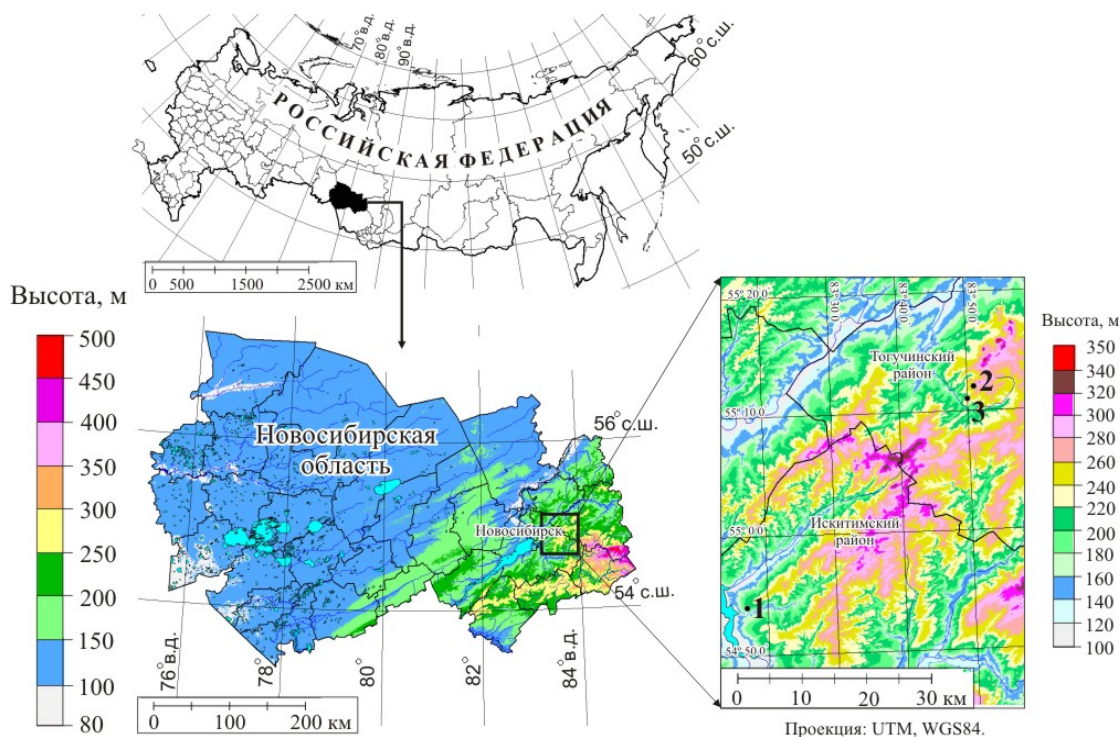 70° в.д.
80° в.д.
90° в.д.
60° с.ш.
50° с.ш.
РОССИЙСКАЯ ФЕДЕРАЦИЯ
0 500 1500 2500 км
Высота, м
500
450
400
350
300
250
200
150
100
80
Новосибирская
область
Новосибирск
56° с.ш.
54° с.ш.
76° в.д.
78°
80°
82°
84° в.д.
0 100 200 км
55° 20' 0"
55° 10' 0"
55° 0' 0"
54° 50' 0"
83° 30' 0"
83° 40' 0"
83° 50' 0"
Тогучинский
район
2
3
Искитимский
район
1
0 10 20 30 км
Высота, м
350
340
320
300
280
260
240
220
200
180
160
140
120
100
Проекция: UTM, WGS84.